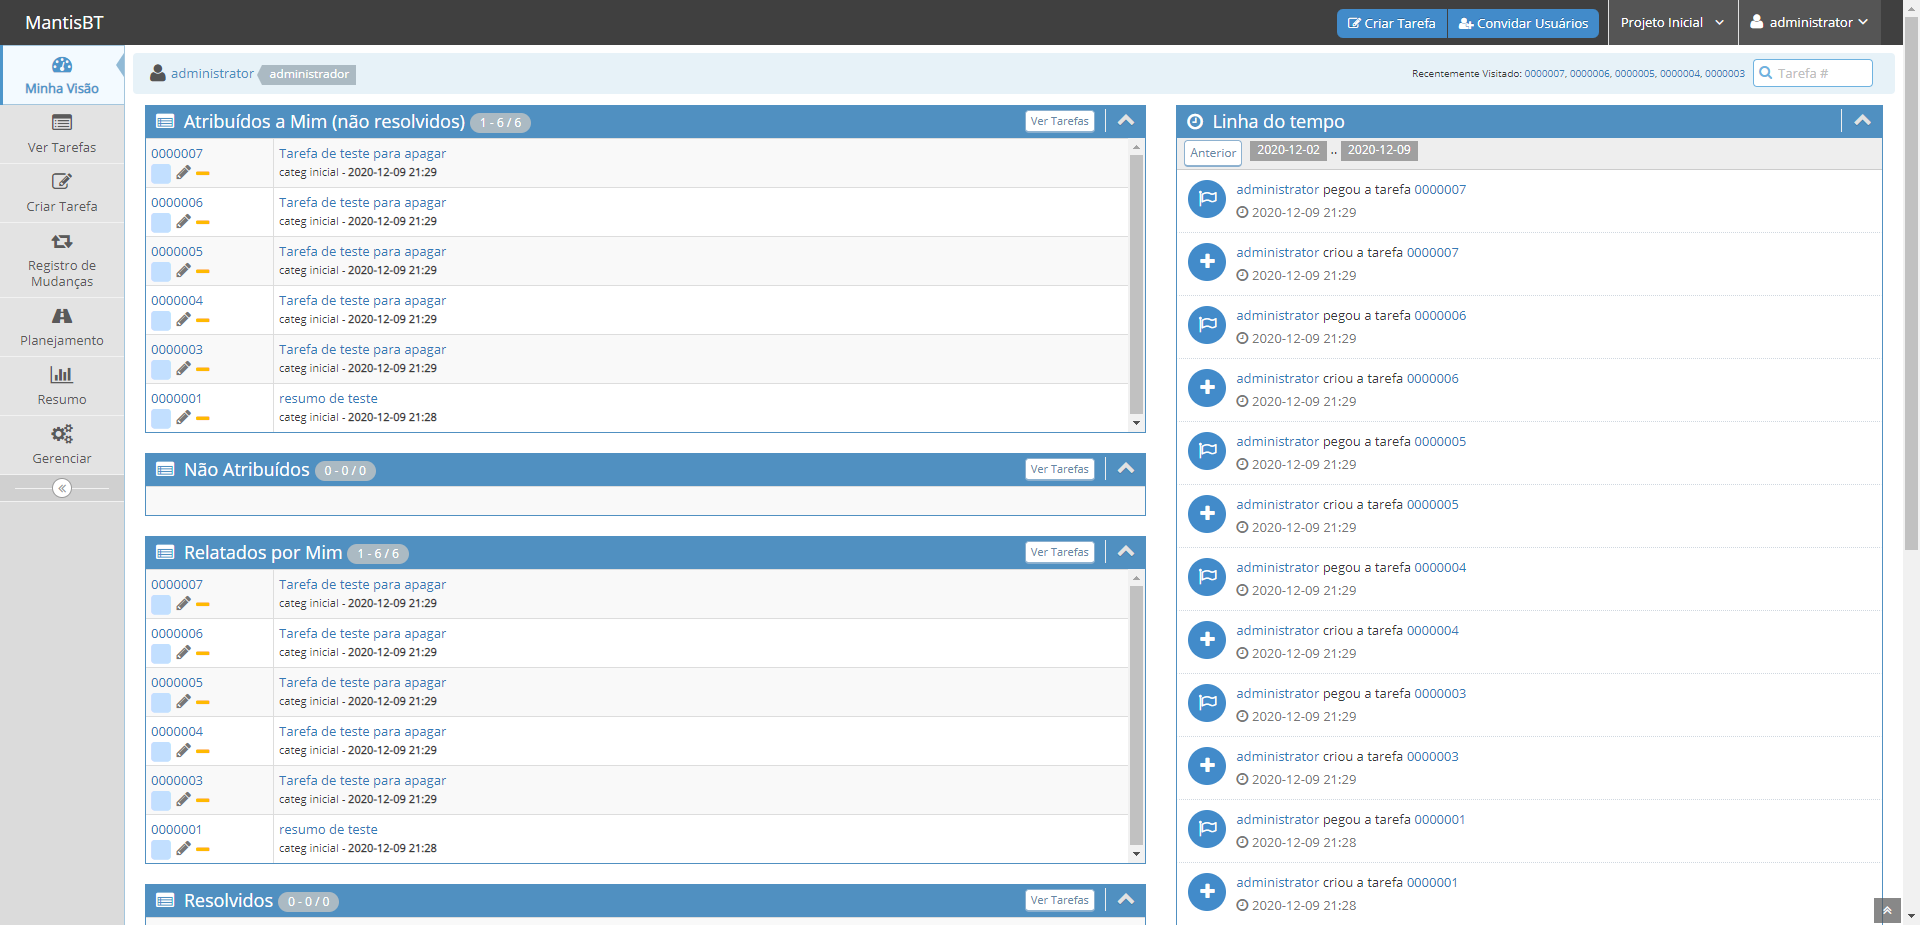 MantisBT
Criar Tarefa
Convidar Usuários
Projeto Inicial
administrator
Minha Visão
Ver Tarefas
Criar Tarefa
Registro de
Mudanças
Planejamento
Resumo
Gerenciar
administrator administrador
Recentemente Visitado: 0000007, 0000006, 0000005, 0000004, 0000003
Tarefa #
Atribuídos a Mim (não resolvidos) 1 - 6 / 6
Ver Tarefas
0000007
Tarefa de teste para apagar
categ inicial - 2020-12-09 21:29
0000006
Tarefa de teste para apagar
categ inicial - 2020-12-09 21:29
0000005
Tarefa de teste para apagar
categ inicial - 2020-12-09 21:29
0000004
Tarefa de teste para apagar
categ inicial - 2020-12-09 21:29
0000003
Tarefa de teste para apagar
categ inicial - 2020-12-09 21:29
0000001
resumo de teste
categ inicial - 2020-12-09 21:28
Não Atribuídos 0 - 0 / 0
Ver Tarefas
Relatados por Mim 1 - 6 / 6
Ver Tarefas
0000007
Tarefa de teste para apagar
categ inicial - 2020-12-09 21:29
0000006
Tarefa de teste para apagar
categ inicial - 2020-12-09 21:29
0000005
Tarefa de teste para apagar
categ inicial - 2020-12-09 21:29
0000004
Tarefa de teste para apagar
categ inicial - 2020-12-09 21:29
0000003
Tarefa de teste para apagar
categ inicial - 2020-12-09 21:29
0000001
resumo de teste
categ inicial - 2020-12-09 21:28
Resolvidos 0 - 0 / 0
Ver Tarefas
Linha do tempo
Anterior 2020-12-02 .. 2020-12-09
administrator pegou a tarefa 0000007
2020-12-09 21:29
administrator criou a tarefa 0000007
2020-12-09 21:29
administrator pegou a tarefa 0000006
2020-12-09 21:29
administrator criou a tarefa 0000006
2020-12-09 21:29
administrator pegou a tarefa 0000005
2020-12-09 21:29
administrator criou a tarefa 0000005
2020-12-09 21:29
administrator pegou a tarefa 0000004
2020-12-09 21:29
administrator criou a tarefa 0000004
2020-12-09 21:29
administrator pegou a tarefa 0000003
2020-12-09 21:29
administrator criou a tarefa 0000003
2020-12-09 21:29
administrator pegou a tarefa 0000001
2020-12-09 21:28
administrator criou a tarefa 0000001
2020-12-09 21:28